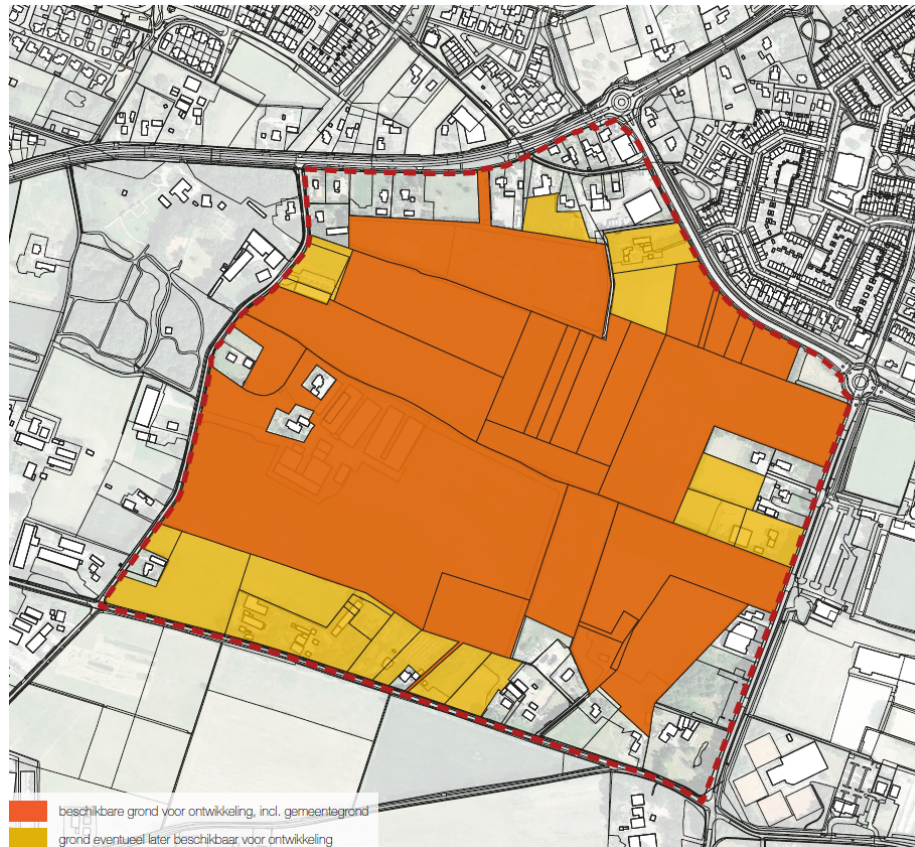 beschikbare grond voor ontwikkeling, incl. gemeentegrond
grond eventueel later beschikbaar voor ontwikkeling